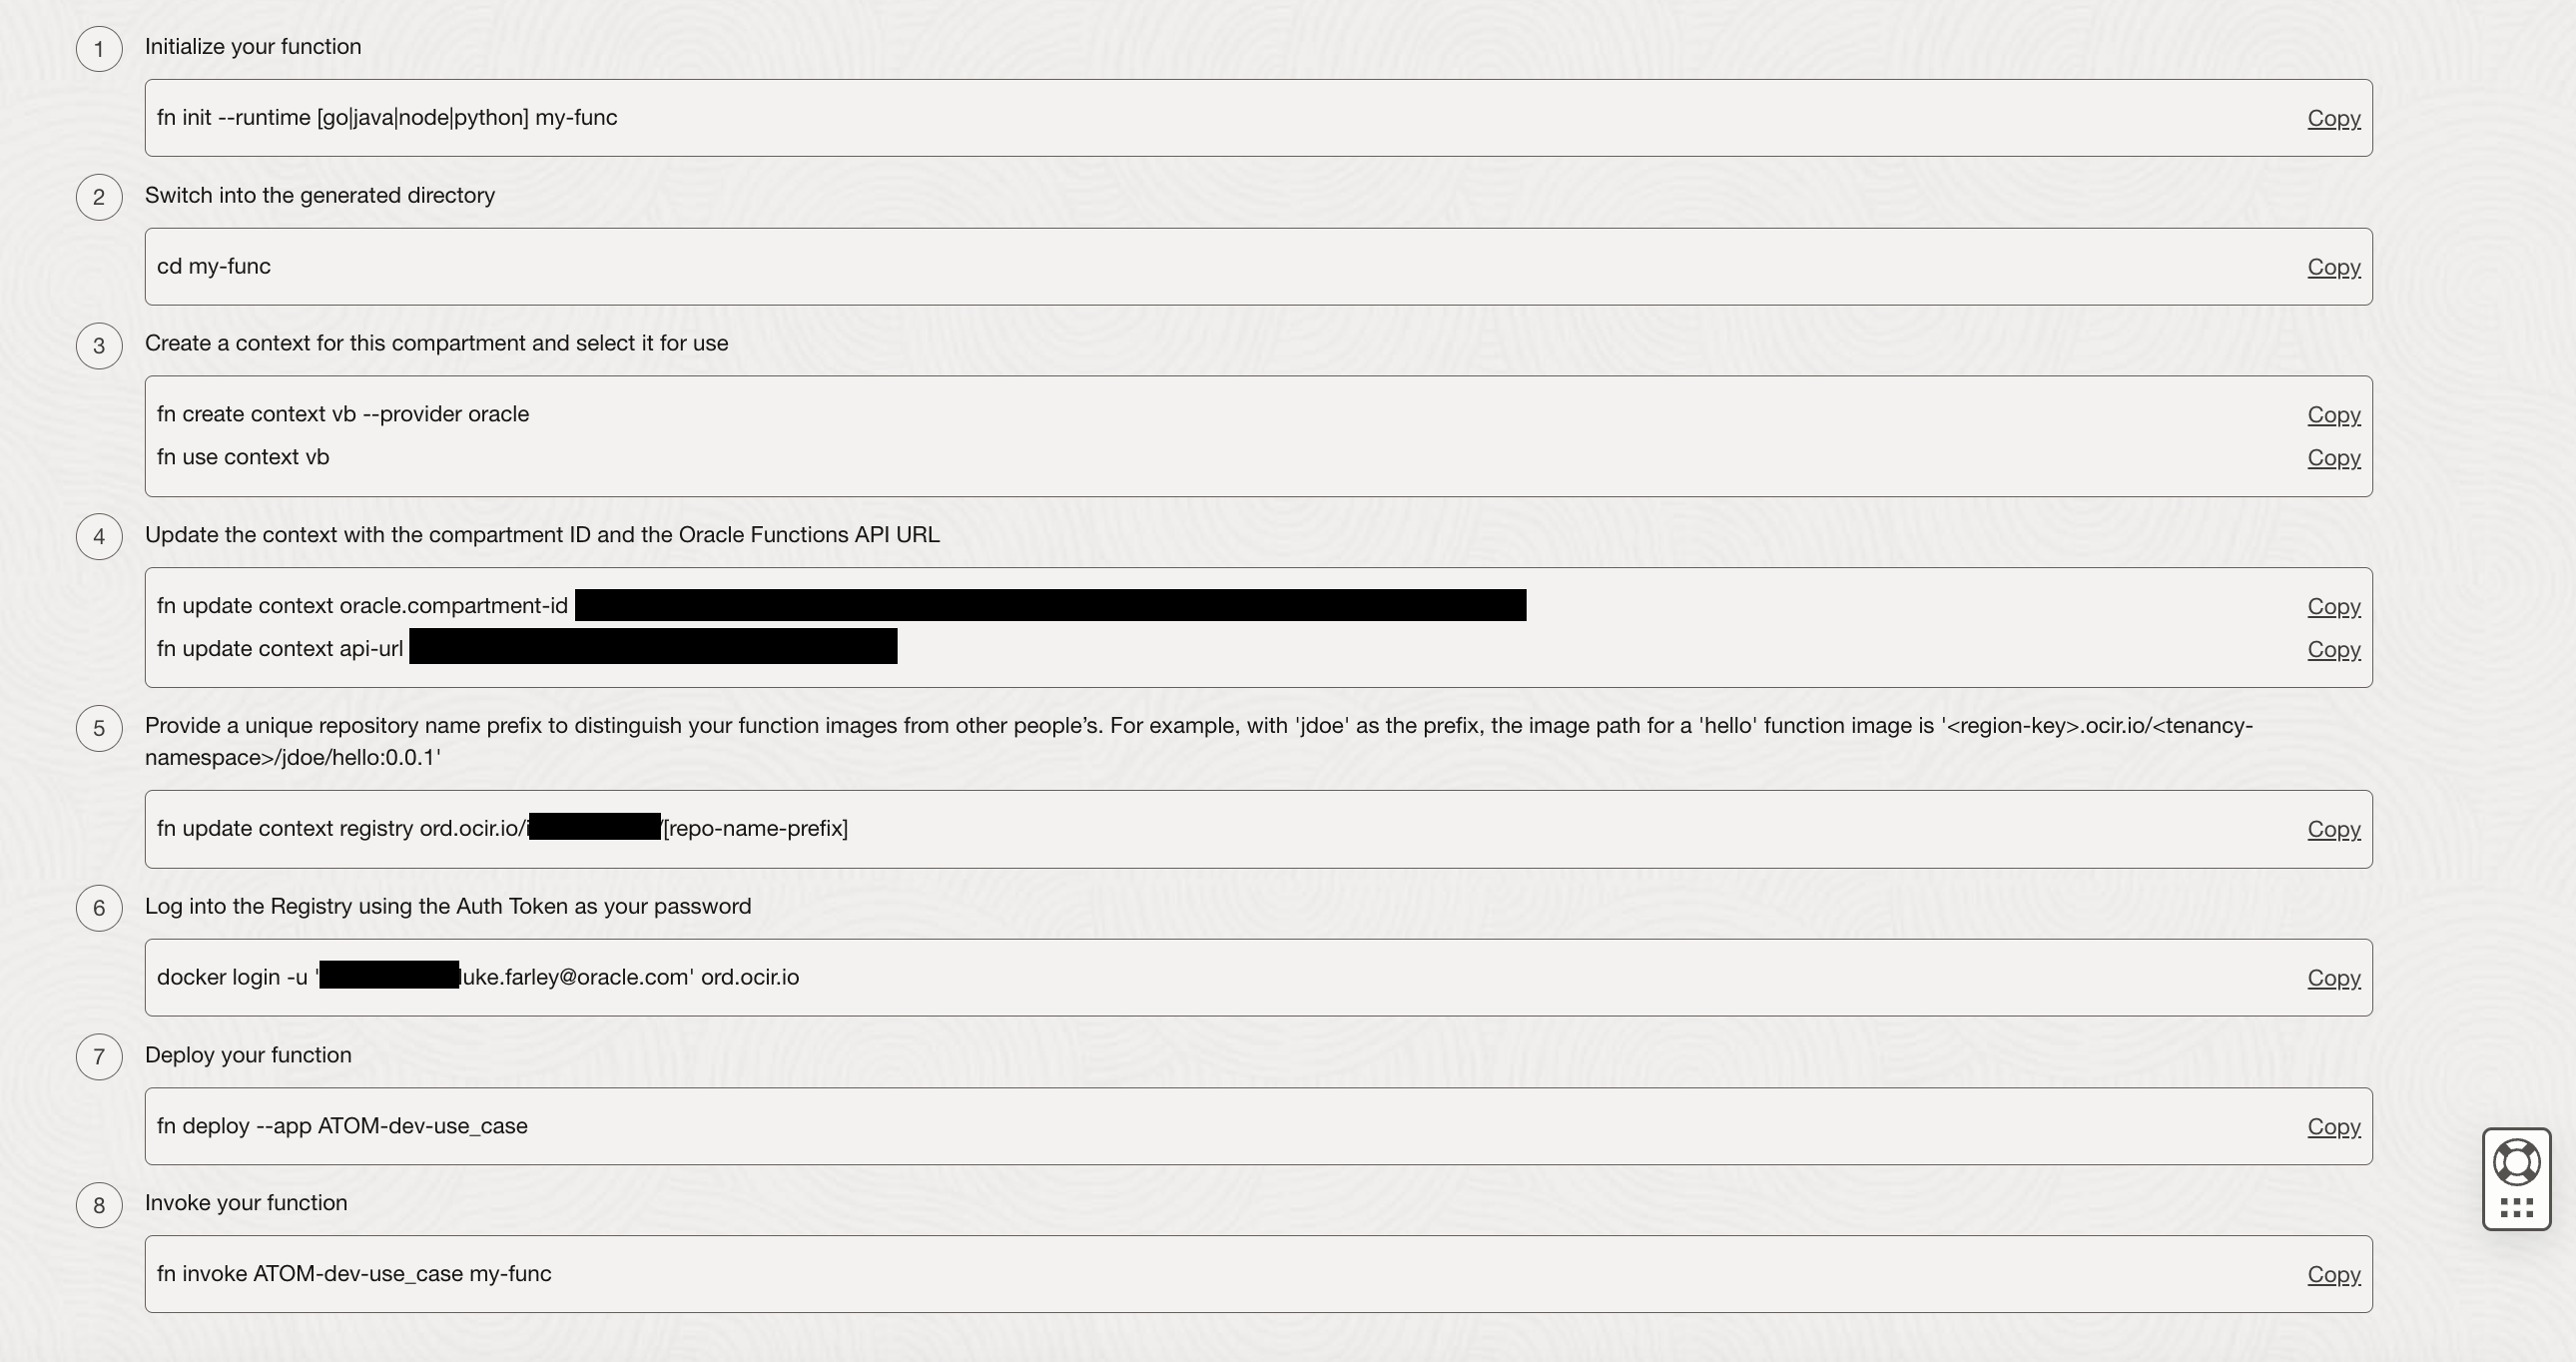 1 Initialize your function
fn init --runtime [go|java|node|python] my-func Copy
2 Switch into the generated directory
cd my-func Copy
3 Create a context for this compartment and select it for use
fn create context vb --provider oracle Copy
fn use context vb Copy
4 Update the context with the compartment ID and the Oracle Functions API URL
fn update context oracle.compartment-id Copy
fn update context api-url Copy
5 Provide a unique repository name prefix to distinguish your function images from other people’s. For example, with 'jdoe' as the prefix, the image path for a 'hello' function image is '<region-key>.ocir.io/<tenancy-
namespace>/jdoe/hello:0.0.1'
fn update context registry ord.ocir.io/i /[repo-name-prefix] Copy
6 Log into the Registry using the Auth Token as your password
docker login -u ' luke.farley@oracle.com' ord.ocir.io Copy
7 Deploy your function
fn deploy --app ATOM-dev-use_case Copy
8 Invoke your function
fn invoke ATOM-dev-use_case my-func Copy